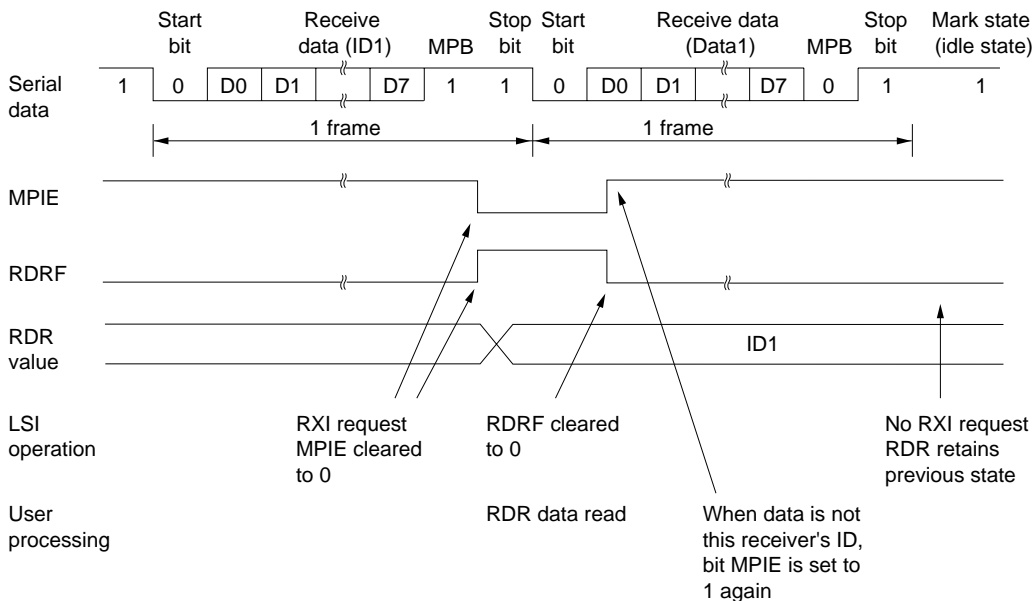 Start
bit
Receive
data (ID1)
MPB
Stop
bit
Start
bit
Receive data
(Data1)
MPB
Stop
bit
Mark state
(idle state)
Serial
data
1 0 D0 D1 D7 1 1 0 D0 D1 D7 0 1 1
1 frame 1 frame
MPIE
RDRF
RDR
value
ID1
LSI
operation
RXI request
MPIE cleared
to 0
RDRF cleared
to 0
No RXI request
RDR retains
previous state
User
processing
RDR data read
When data is not
this receiver's ID,
bit MPIE is set to
1 again